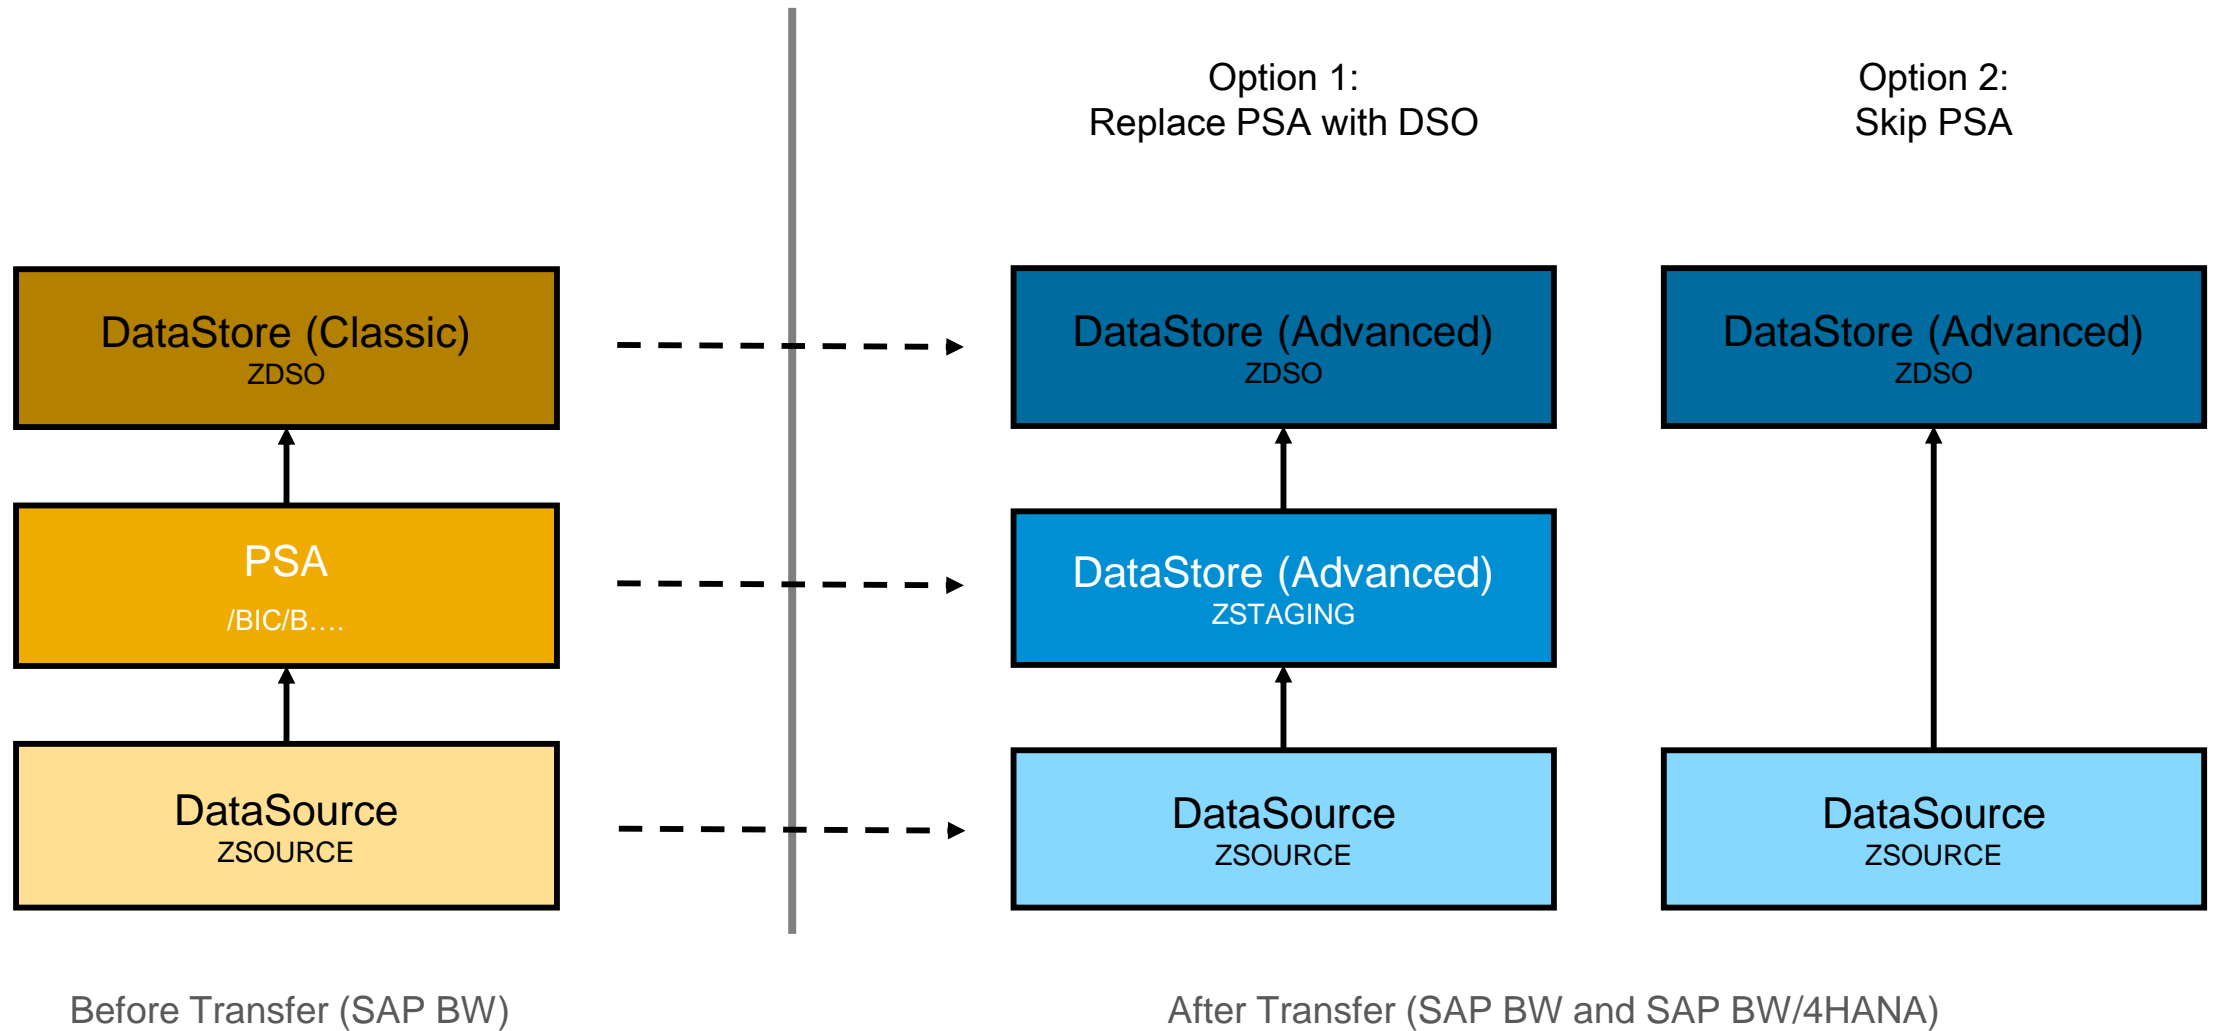 Option 1:
Replace PSA with DSO
Option 2:
Skip PSA
DataStore (Classic)
ZDSO
PSA
/BIC/B….
DataSource
ZSOURCE
DataStore (Advanced)
ZDSO
DataStore (Advanced)
ZSTAGING
DataSource
ZSOURCE
DataStore (Advanced)
ZDSO
DataSource
ZSOURCE
Before Transfer (SAP BW)
After Transfer (SAP BW and SAP BW/4HANA)